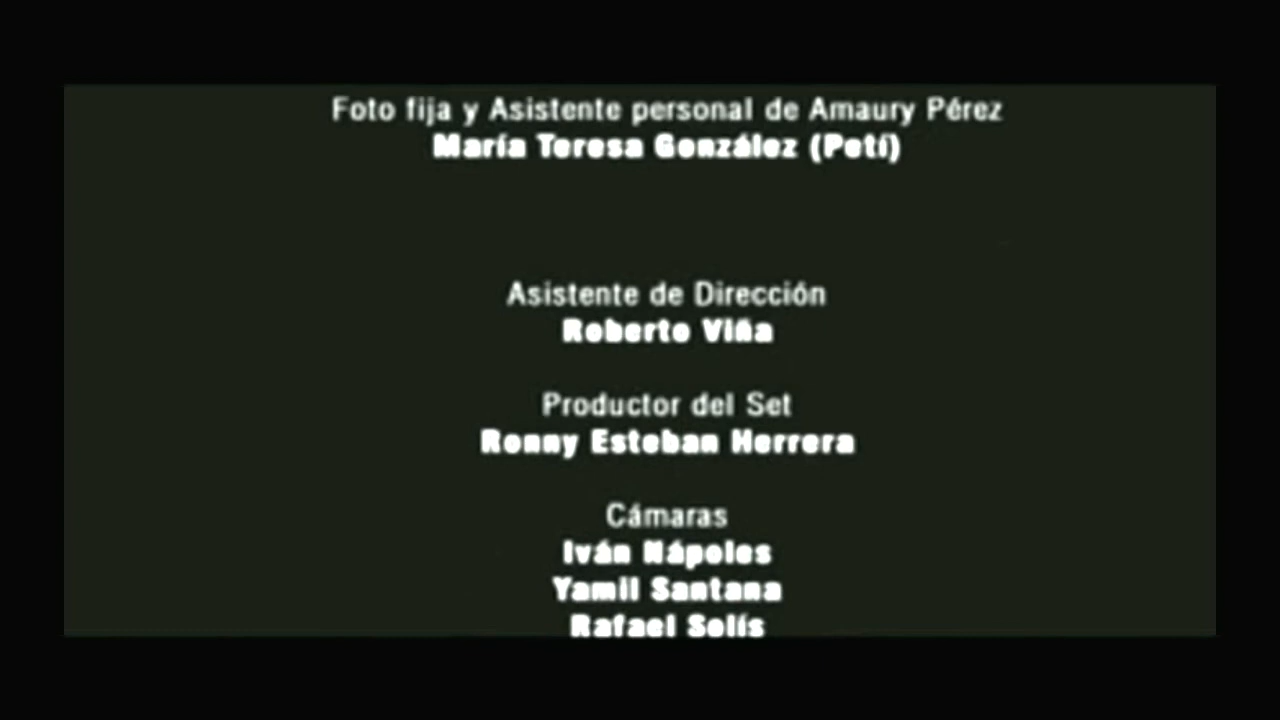 Foto fija y Asistente personal de Amaury Pérez
María Teresa González (Petí)
Asistente de Dirección
Roberto Viña
Productor del Set
Ronny Esteban Herrera
Cámaras
Iván Nápoles
Yamil Santana
Rafael Solís